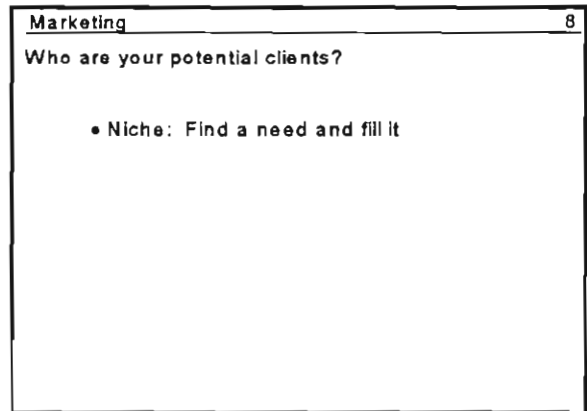 Marketing 8
Who are your potential clients?
• Niche: Find a need and fill it